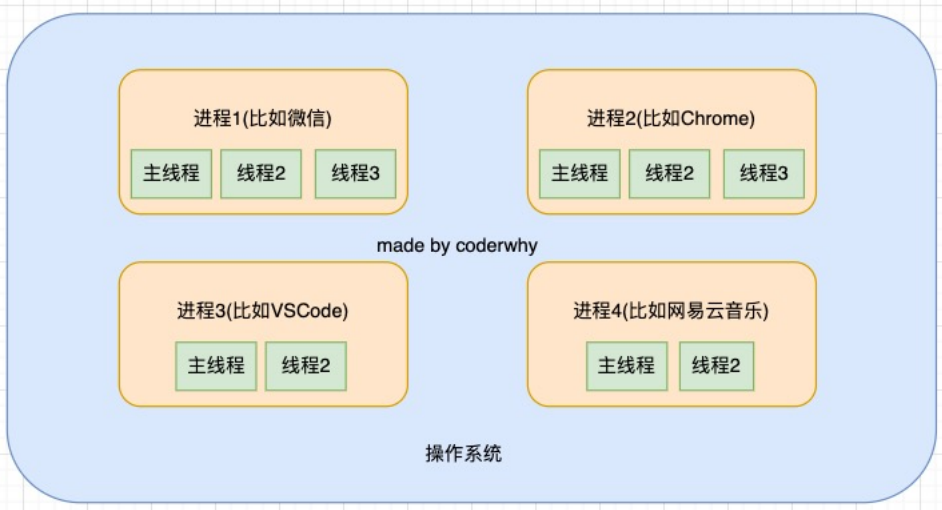 进程1(比如微信)
主线程 线程2 线程3
进程2(比如Chrome)
主线程 线程2 线程3
made by coderwhy
进程3(比如VSCode)
主线程 线程2
进程4(比如网易云音乐)
主线程 线程2
操作系统